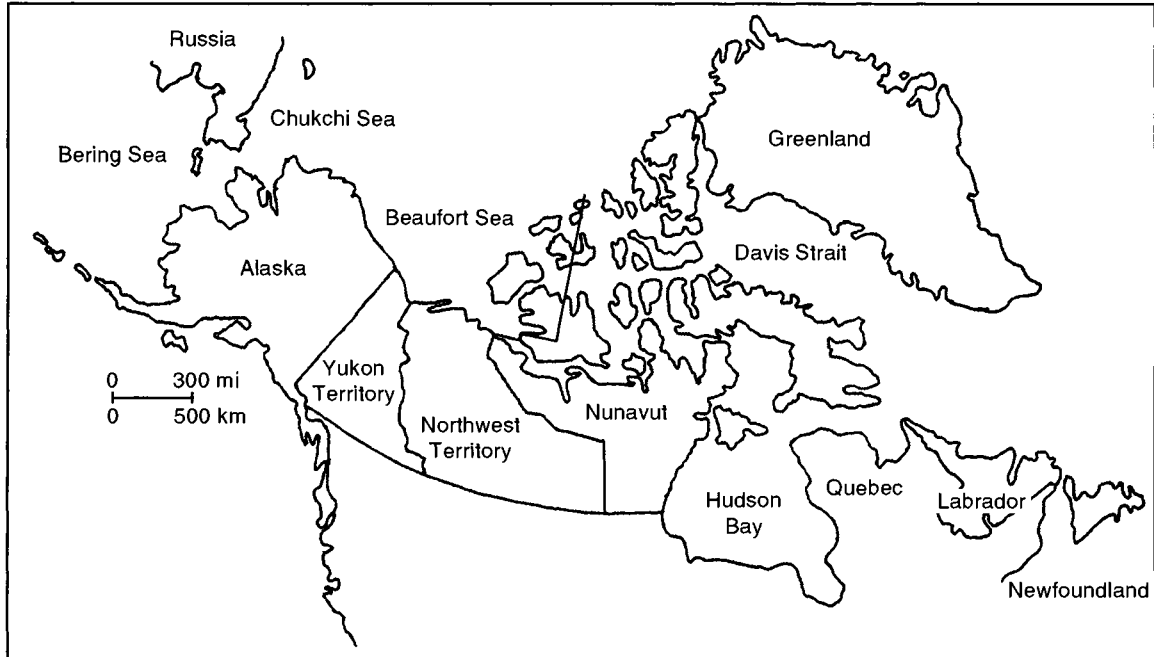 Russia
Chukchi Sea
Bering Sea
Greenland
Beaufort Sea
Davis Strait
Alaska
0 300 mi
0 500 km
Yukon
Territory
Northwest
Territory
Nunavut
Hudson
Bay
Quebec
Labrador
Newfoundland